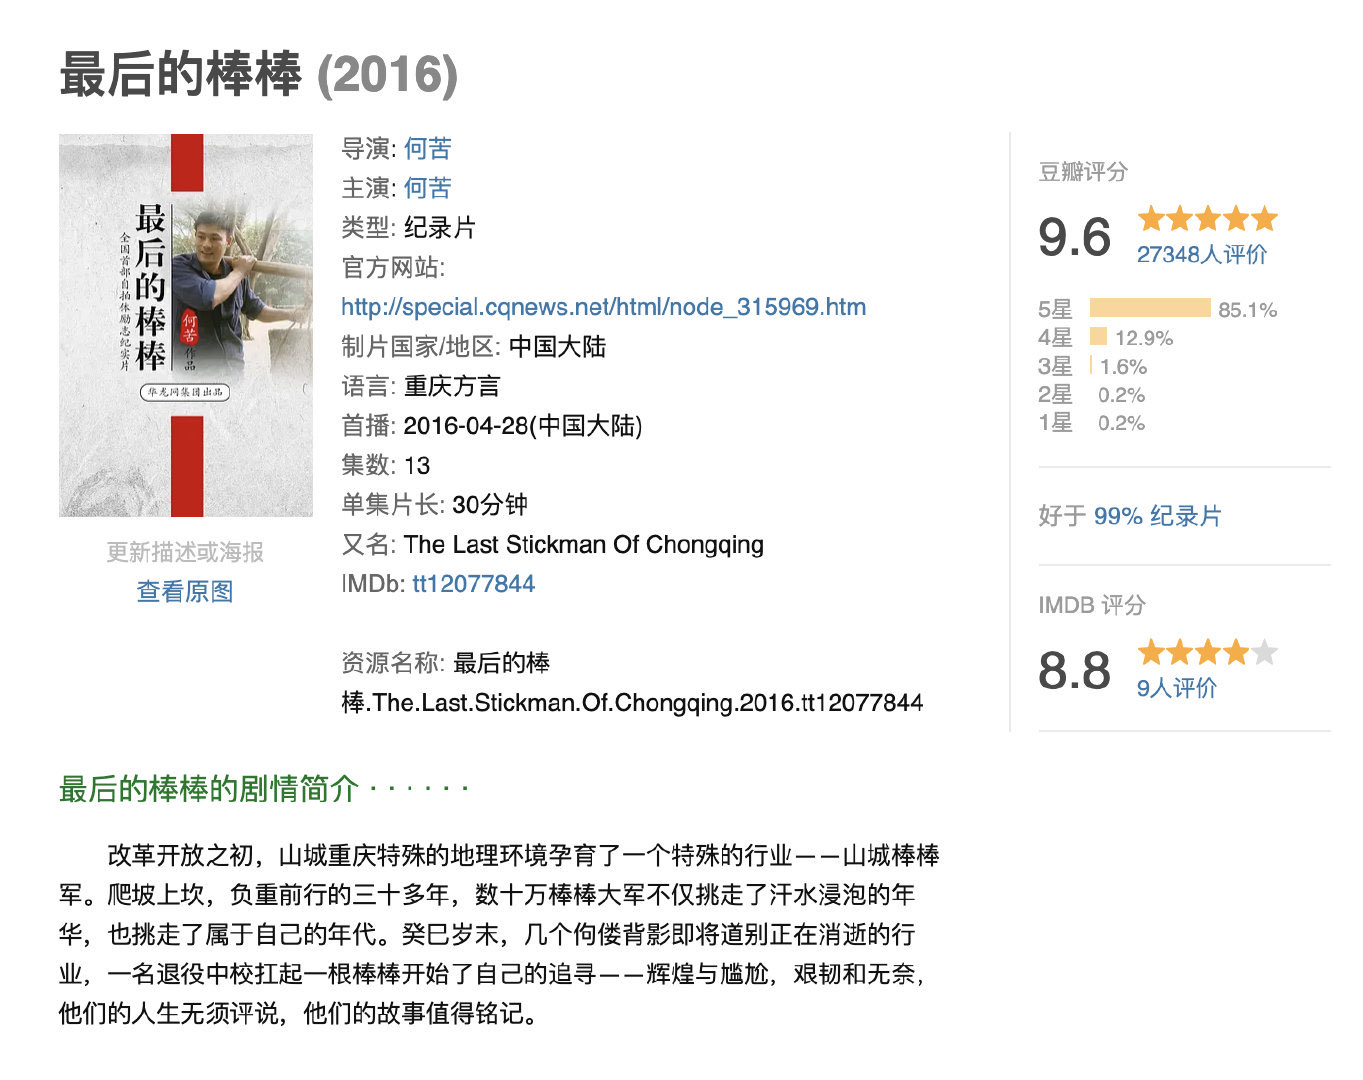 最后的棒棒 (2016)
最后的棒棒
全国首部自拍体励志纪实片
何苦
作品
华龙网集团出品
更新描述或海报
查看原图
导演: 何苦
主演: 何苦
类型: 纪录片
官方网站:
http://special.cqnews.net/html/node_315969.htm
制片国家/地区: 中国大陆
语言: 重庆方言
首播: 2016-04-28(中国大陆)
集数: 13
单集片长: 30分钟
又名: The Last Stickman Of Chongqing
IMDb: tt12077844
资源名称: 最后的棒
棒.The.Last.Stickman.Of.Chongqing.2016.tt12077844
豆瓣评分
9.6
27348人评价
5星 85.1%
4星 12.9%
3星 1.6%
2星 0.2%
1星 0.2%
好于 99% 纪录片
IMDB 评分
8.8
9人评价
最后的棒棒的剧情简介 · · · · · ·
改革开放之初，山城重庆特殊的地理环境孕育了一个特殊的行业——山城棒棒
军。爬坡上坎，负重前行的三十多年，数十万棒棒大军不仅挑走了汗水浸泡的年
华，也挑走了属于自己的年代。癸巳岁末，几个佝偻背影即将道别正在消逝的行
业，一名退役中校扛起一根棒棒开始了自己的追寻——辉煌与尴尬，艰韧和无奈，
他们的人生无须评说，他们的故事值得铭记。